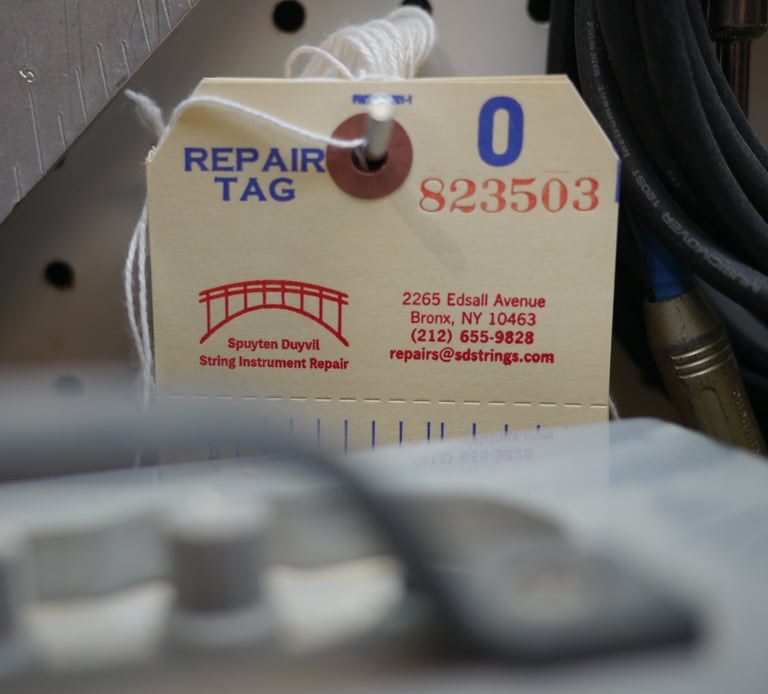 0
REPAIR
TAG
823503
Spuyten Duyvil
String Instrument Repair
2265 Edsall Avenue
Bronx, NY 10463
(212) 655-9828
repairs@sdstrings.com